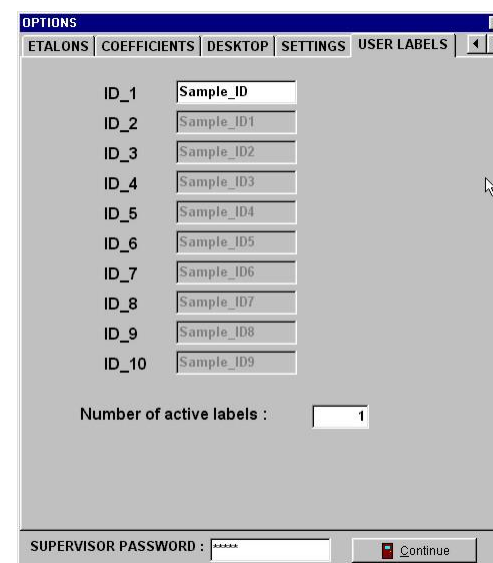 OPTIONS
ETALONS COEFFICIENTS DESKTOP SETTINGS USER LABELS
ID_1 Sample_ID
ID_2 Sample_ID1
ID_3 Sample_ID2
ID_4 Sample_ID3
ID_5 Sample_ID4
ID_6 Sample_ID5
ID_7 Sample_ID6
ID_8 Sample_ID7
ID_9 Sample_ID8
ID_10 Sample_ID9
Number of active labels : 1
SUPERVISOR PASSWORD : ***** Continue